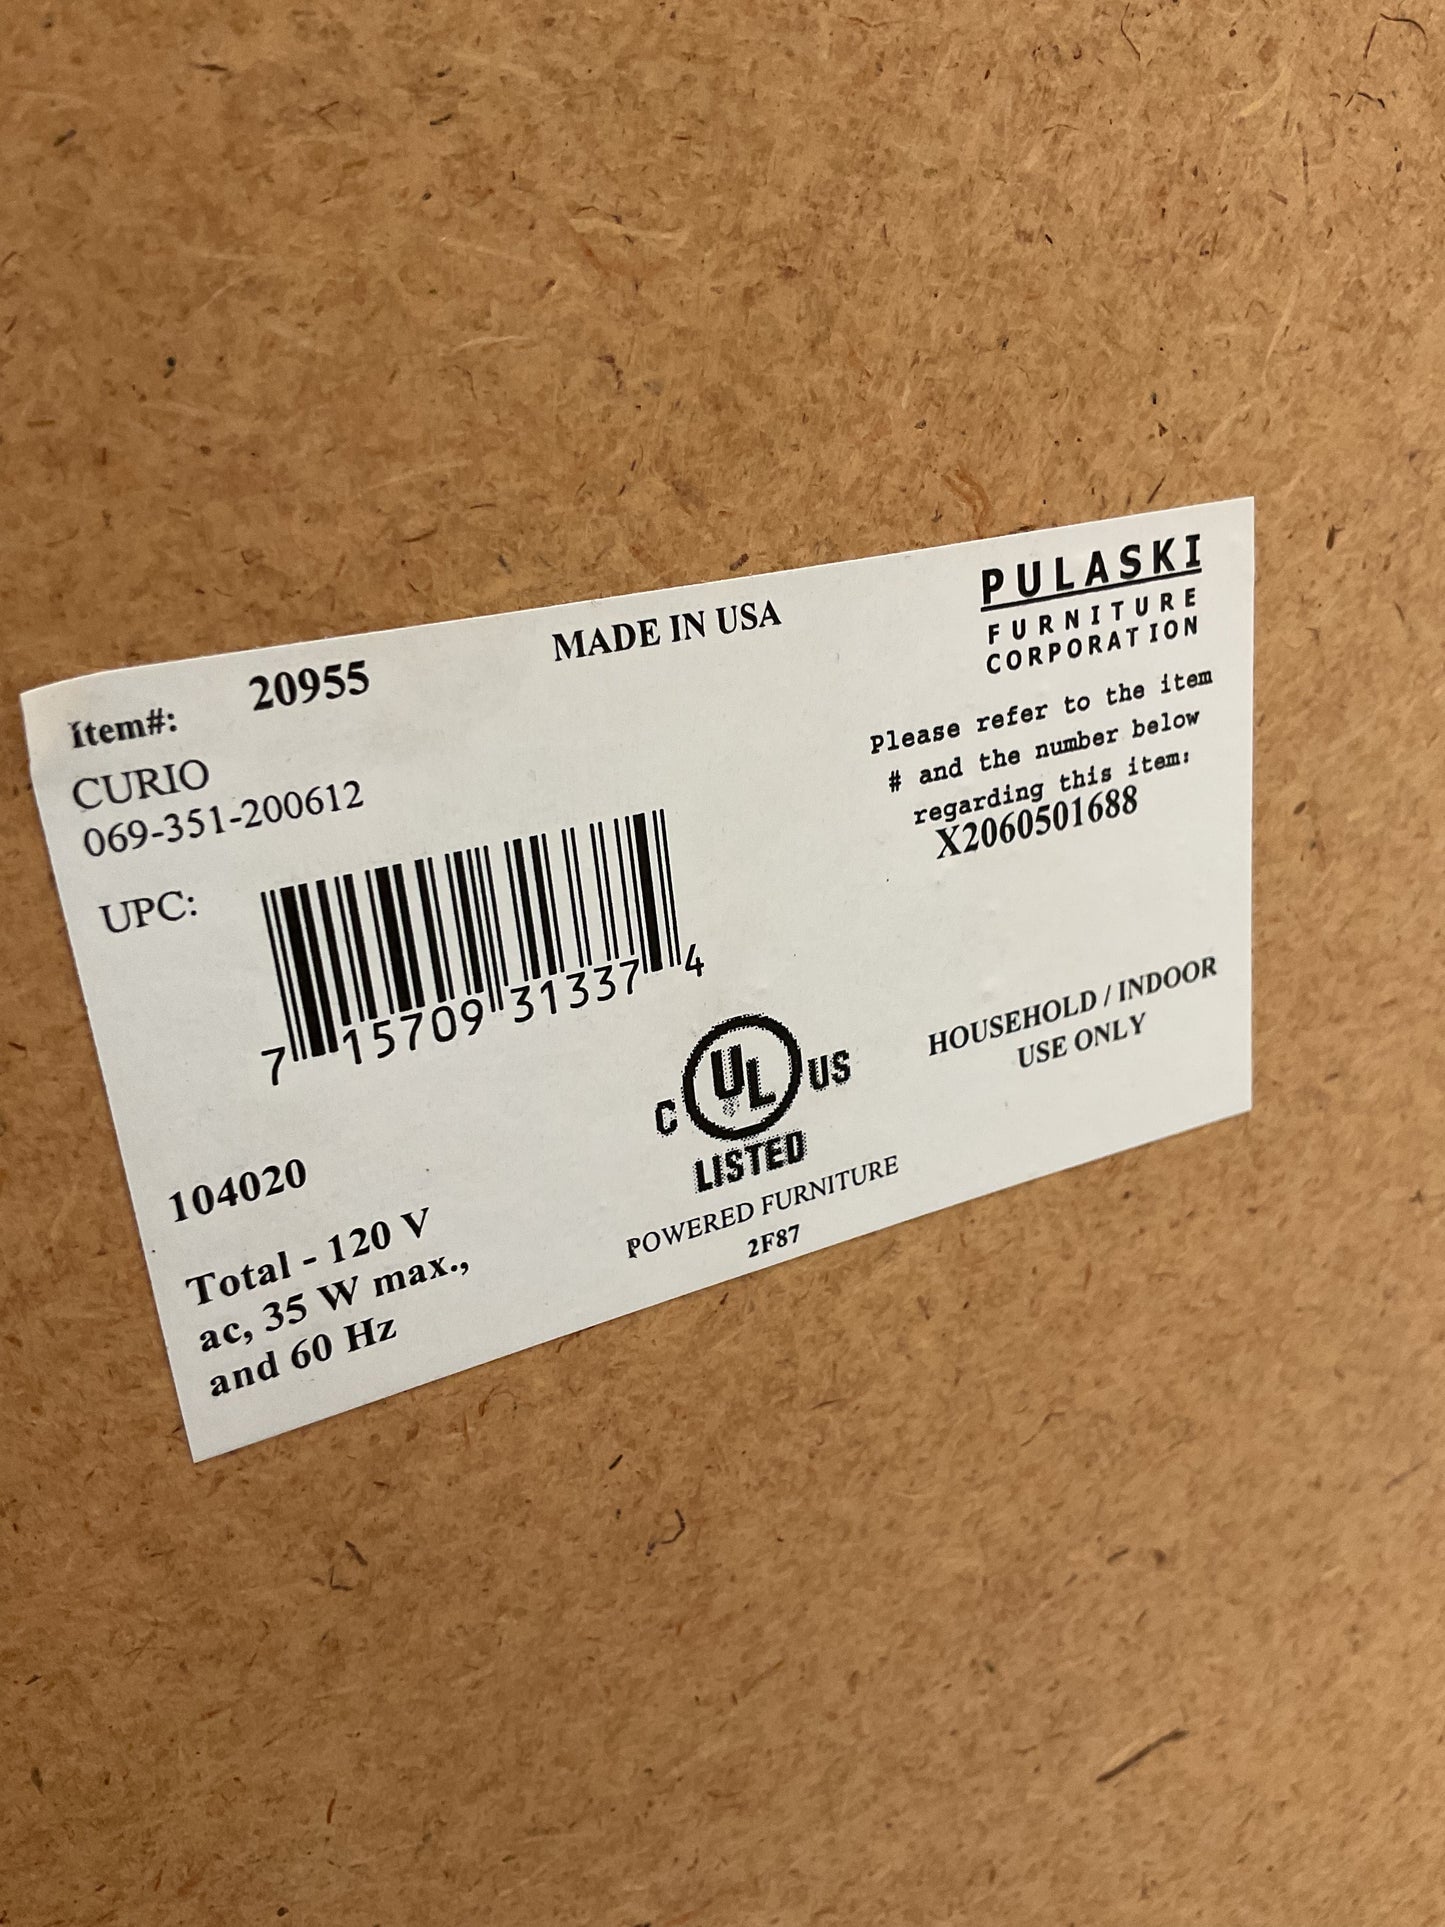 Item#: 20955
MADE IN USA
PULASKI
FURNITURE
CORPORATION
CURIO
069-351-200612
Please refer to the item
# and the number below
regarding this item:
X2060501688
UPC:
7 15709 31337 4
HOUSEHOLD / INDOOR
USE ONLY
C UL US
LISTED
POWERED FURNITURE
2F87
104020
Total - 120 V
ac, 35 W max.,
and 60 Hz